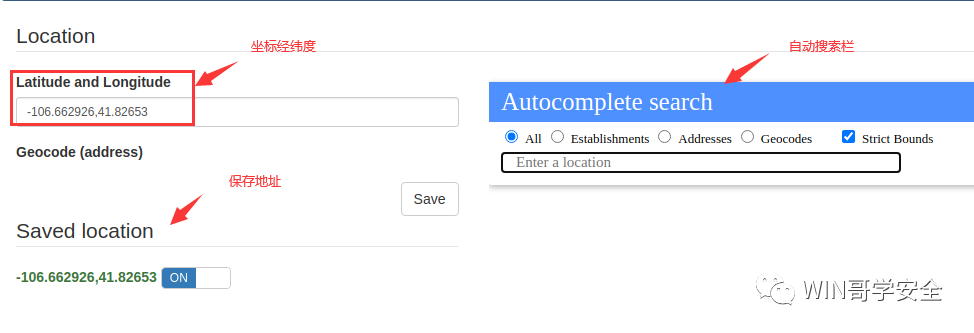 Location
坐标经纬度
自动搜索栏
Latitude and Longitude
-106.662926,41.82653
Autocomplete search
All Establishments Addresses Geocodes Strict Bounds
Geocode (address)
Enter a location
保存地址
Save
Saved location
-106.662926,41.82653 ON
WIN哥学安全